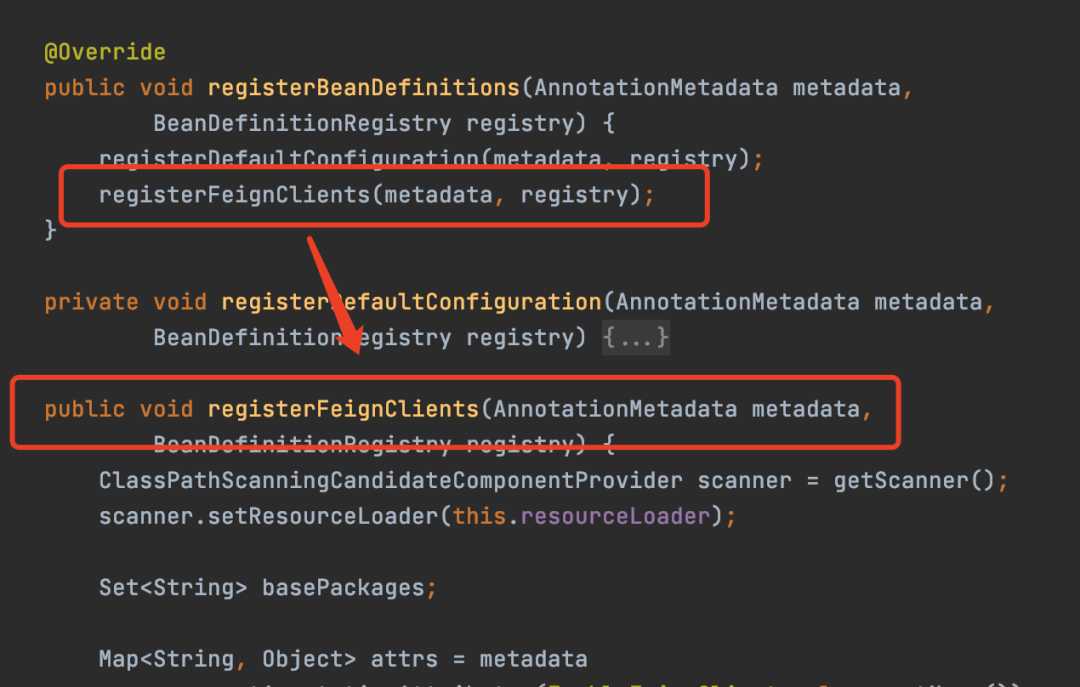 @Override
public void registerBeanDefinitions(AnnotationMetadata metadata,
BeanDefinitionRegistry registry) {
registerDefaultConfiguration(metadata, registry);
registerFeignClients(metadata, registry);
}
private void registerDefaultConfiguration(AnnotationMetadata metadata,
BeanDefinitionRegistry registry) {...}
public void registerFeignClients(AnnotationMetadata metadata,
BeanDefinitionRegistry registry) {
ClassPathScanningCandidateComponentProvider scanner = getScanner();
scanner.setResourceLoader(this.resourceLoader);
Set<String> basePackages;
Map<String, Object> attrs = metadata